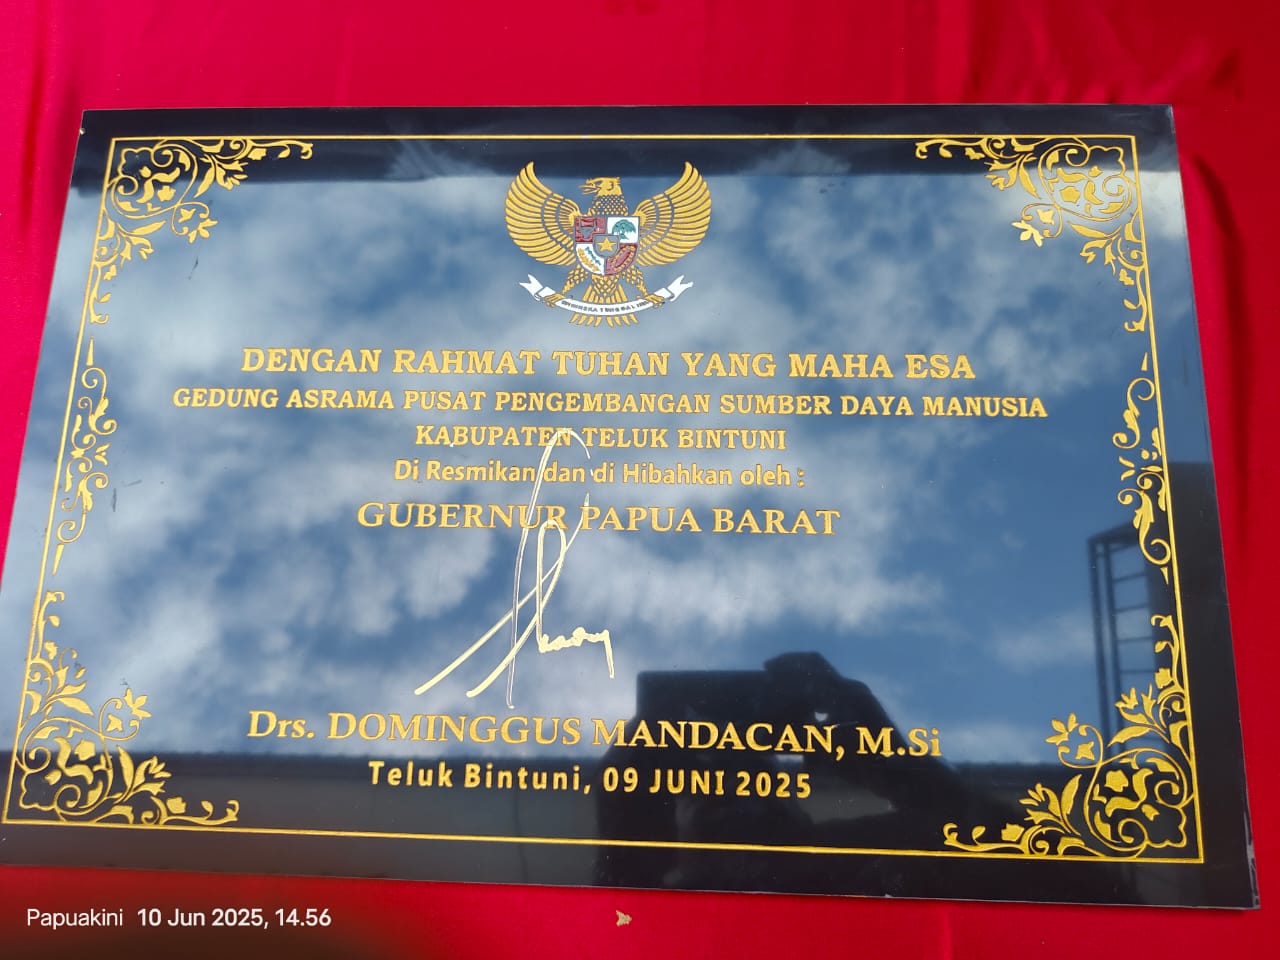 DENGAN RAHMAT TUHAN YANG MAHA ESA
GEDUNG ASRAMA PUSAT PENGEMBANGAN SUMBER DAYA MANUSIA
KABUPATEN TELUK BINTUNI
Di Resmikan dan di Hibahkan oleh :
GUBERNUR PAPUA BARAT
Drs. DOMINGGUS MANDACAN, M.Si
Teluk Bintuni, 09 JUNI 2025
Papuakini 10 Jun 2025, 14.56